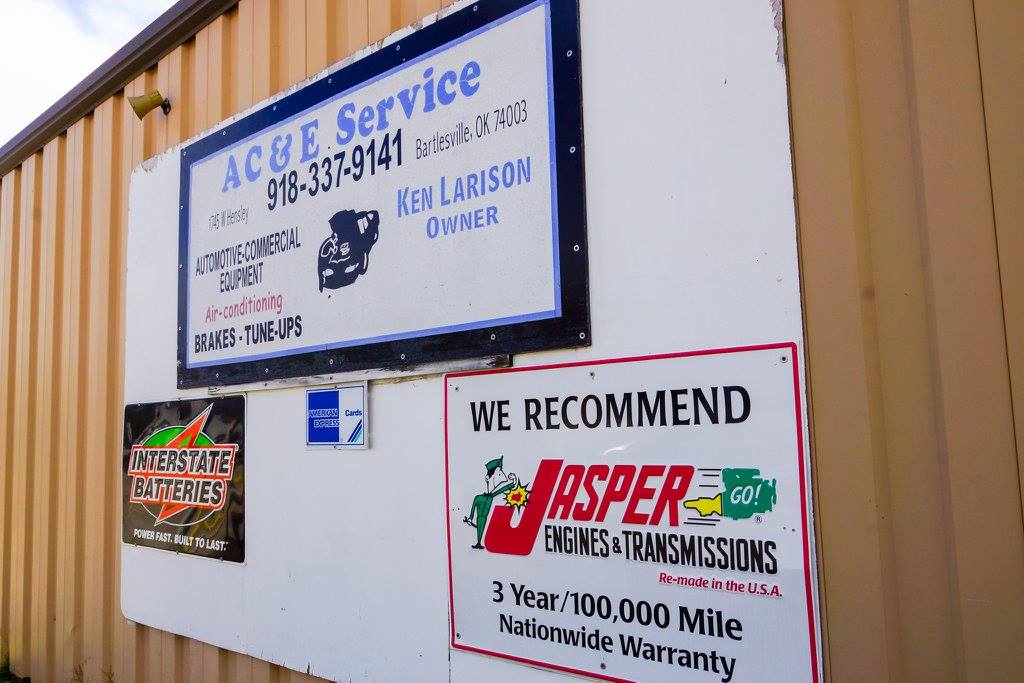 AC & E Service
918-337-9141
Bartlesville, OK 74003
1745 W Hensley
KEN LARISON
OWNER
AUTOMOTIVE-COMMERCIAL
EQUIPMENT
Air-conditioning
BRAKES - TUNE-UPS
INTERSTATE
BATTERIES
POWER FAST. BUILT TO LAST.
AMERICAN
EXPRESS
Cards
WE RECOMMEND
JASPER
GO!
®
ENGINES & TRANSMISSIONS
Re-made in the U.S.A.
3 Year/100,000 Mile
Nationwide Warranty